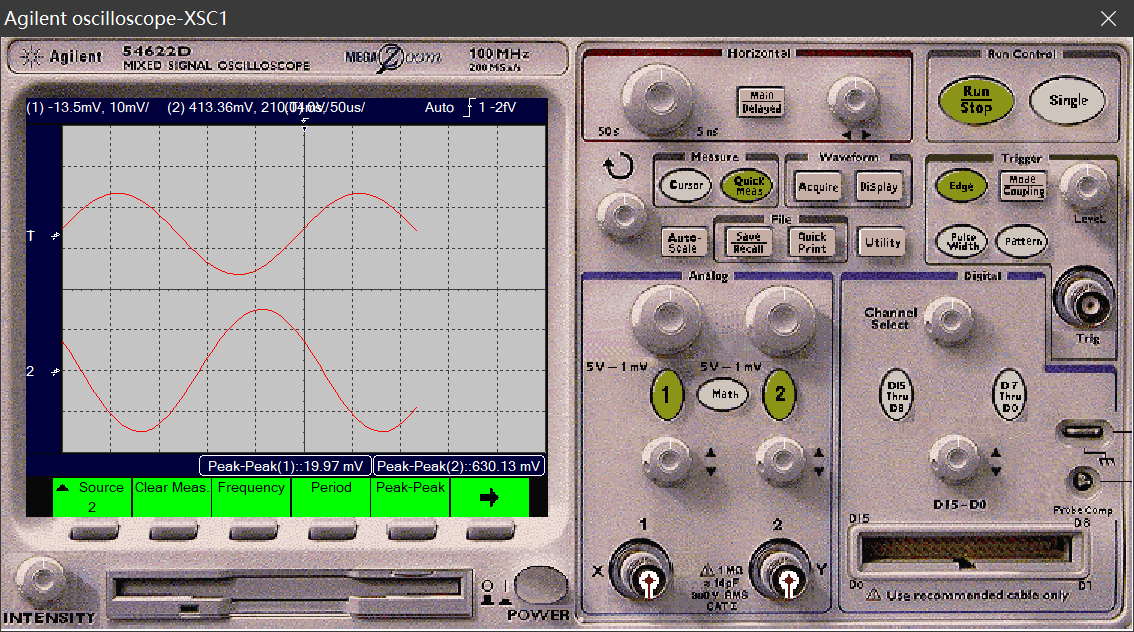 Agilent oscilloscope-XSC1
Agilent 54622D
MIXED SIGNAL OSCILLOSCOPE
MEGA Zoom
100 MHz
200 MSa/s
(1) -13.5mV, 10mV/ (2) 413.36mV, 210 /50us/ Auto 1 -2fV
T
2
Peak-Peak(1)::19.97 mV Peak-Peak(2)::630.13 mV
Source
2
Clear Meas.
Frequency
Period
Peak-Peak
INTENSITY
POWER
Horizontal
50s
5 ns
Main
Delayed
Run Control
Run
Stop
Single
Measure
Cursor
Quick
Meas
Waveform
Acquire
Display
Trigger
Edge
Mode
Coupling
Level
Pulse
Width
Pattern
Trig
Auto-
Scale
File
Save
Recall
Quick
Print
Utility
Analog
5V - 1 mV
5V - 1 mV
1
Math
2
1
2
X
Y
1 MΩ
≈ 14pF
300 V RMS
CAT I
Digital
Channel
Select
D15
Thru
D8
D7
Thru
D0
D15-D0
Probe Comp
D15
D8
D0
D1
Use recommended cable only